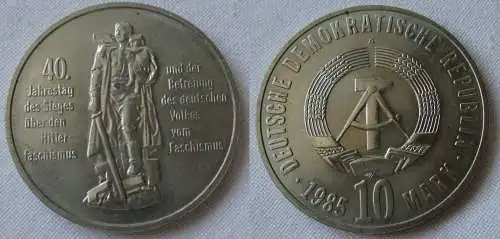 40.
Jahrestag
des Sieges
über den
Hitler-
faschismus
und der
Befreiung
des deutschen
Volkes
vom
Faschismus
DEUTSCHE DEMOKRATISCHE REPUBLIK
· 1985 10 MARK ·
A